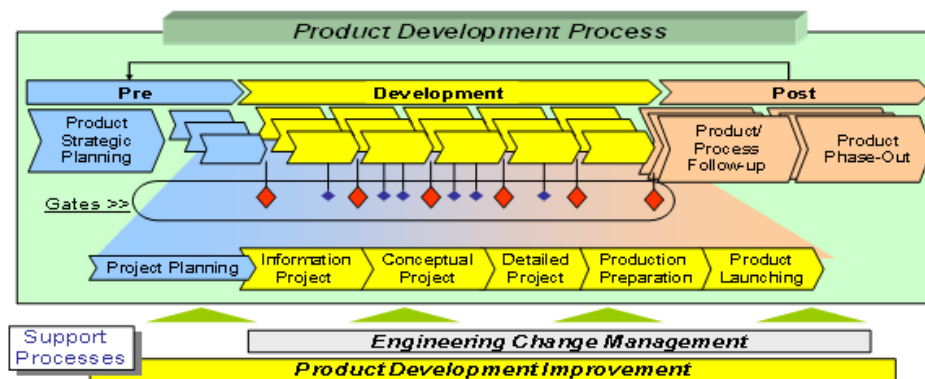 Product Development Process
Pre
Development
Post
Product
Strategic
Planning
Product/
Process
Follow-up
Product
Phase-Out
Gates >>
Project Planning
Information
Project
Conceptual
Project
Detailed
Project
Production
Preparation
Product
Launching
Support
Processes
Engineering Change Management
Product Development Improvement